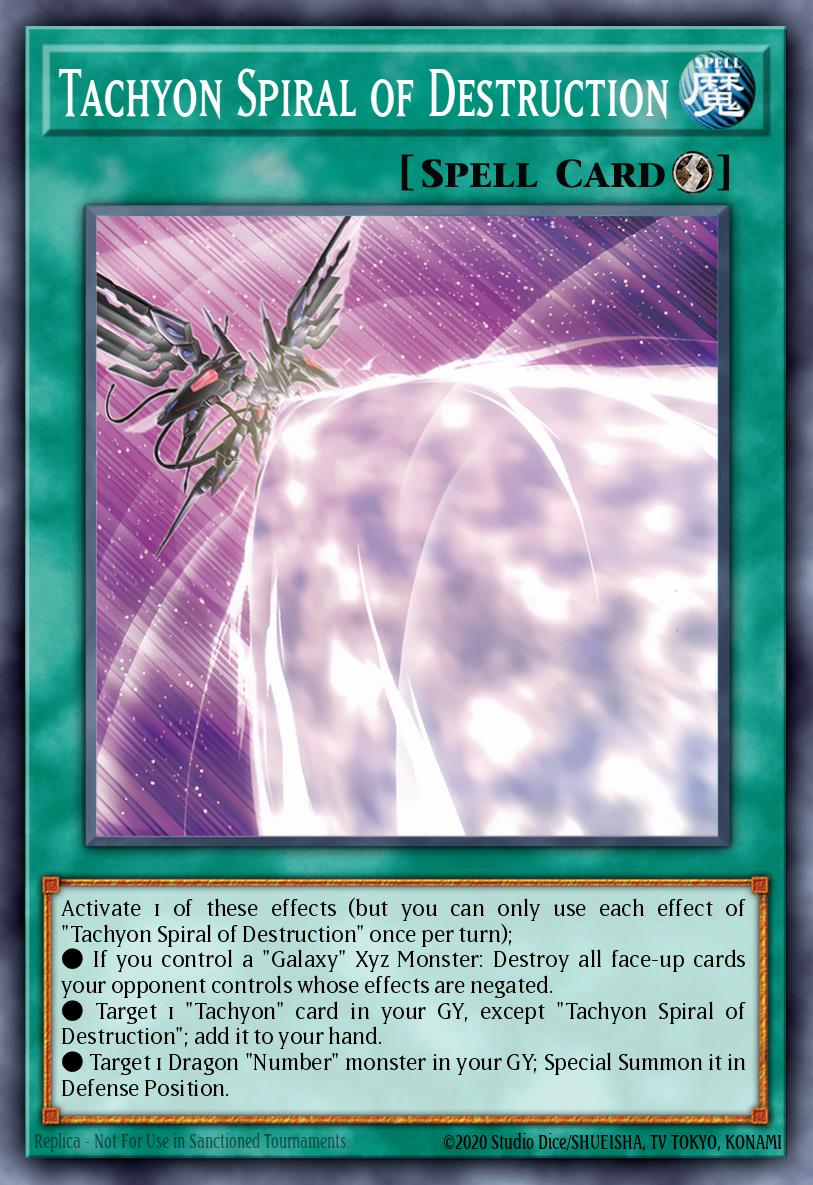 Tachyon Spiral of Destruction
SPELL
魔
[Spell Card]
Activate 1 of these effects (but you can only use each effect of
"Tachyon Spiral of Destruction" once per turn);
● If you control a "Galaxy" Xyz Monster: Destroy all face-up cards
your opponent controls whose effects are negated.
● Target 1 "Tachyon" card in your GY, except "Tachyon Spiral of
Destruction"; add it to your hand.
● Target 1 Dragon "Number" monster in your GY; Special Summon it in
Defense Position.
Replica - Not For Use in Sanctioned Tournaments.
©2020 Studio Dice/SHUEISHA, TV TOKYO, KONAMI